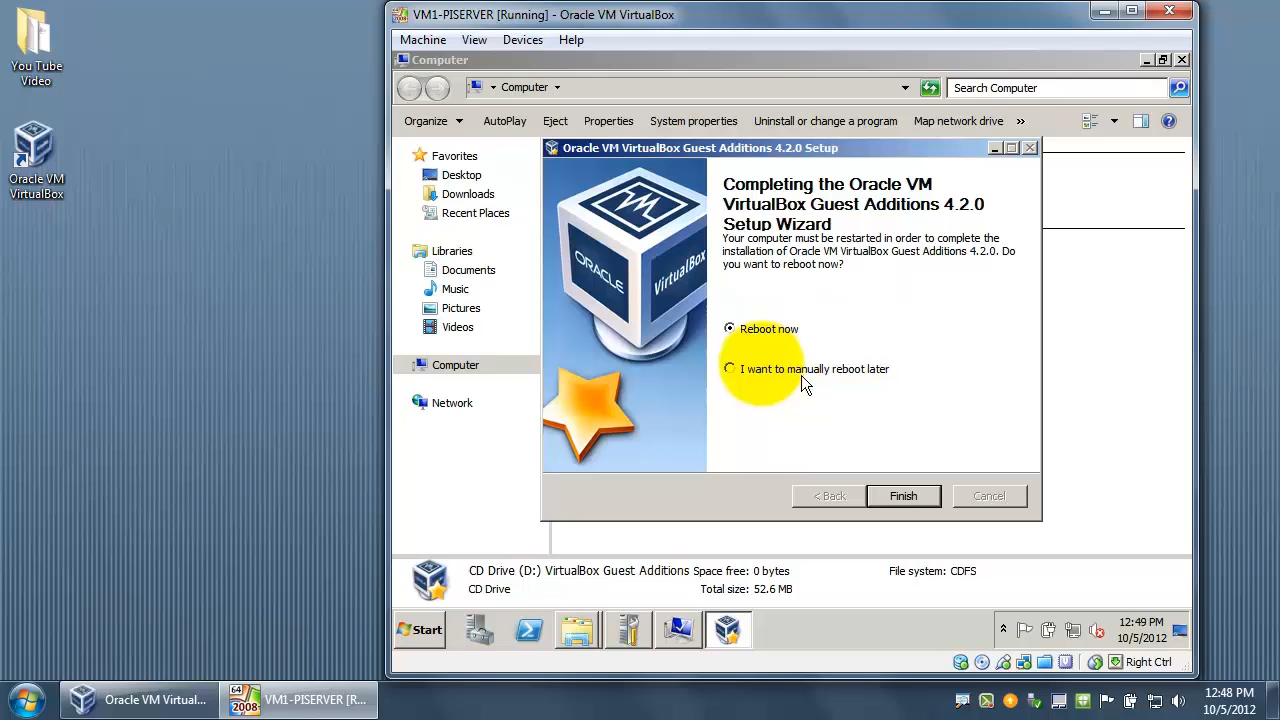 You Tube
Video
Oracle VM
VirtualBox
VM1-PISERVER [Running] - Oracle VM VirtualBox
Machine View Devices Help
Computer
Computer
Search Computer
Organize AutoPlay Eject Properties System properties Uninstall or change a program Map network drive »
Favorites
Desktop
Downloads
Recent Places
Libraries
Documents
Music
Pictures
Videos
Computer
Network
Oracle VM VirtualBox Guest Additions 4.2.0 Setup
ORACLE
VirtualBox
Completing the Oracle VM
VirtualBox Guest Additions 4.2.0
Setup Wizard
Your computer must be restarted in order to complete the
installation of Oracle VM VirtualBox Guest Additions 4.2.0. Do
you want to reboot now?
Reboot now
I want to manually reboot later
< Back Finish Cancel
CD Drive (D:) VirtualBox Guest Additions Space free: 0 bytes File system: CDFS
CD Drive Total size: 52.6 MB
Start
12:49 PM
10/5/2012
Right Ctrl
Oracle VM Virtual...
64
2008
VM1-PISERVER [R...
12:48 PM
10/5/2012